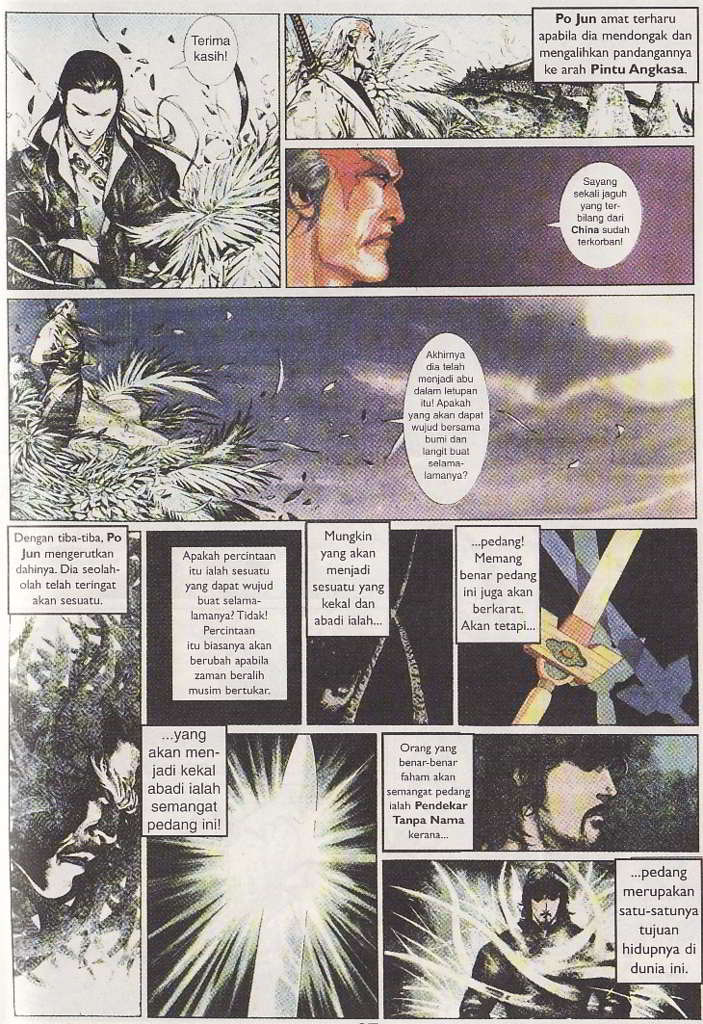 Terima
kasih!
Po Jun amat terharu
apabila dia mendongak dan
mengalihkan pandangannya
ke arah Pintu Angkasa.
Sayang
sekali jaguh
yang ter-
bilang dari
China sudah
terkorban!
Akhirnya
dia telah
menjadi abu
dalam letupan
itu! Apakah
yang akan dapat
wujud bersama
bumi dan
langit buat
selama-
lamanya?
Dengan tiba-tiba, Po
Jun mengerutkan
dahinya. Dia seolah-
olah telah teringat
akan sesuatu.
Apakah percintaan
itu ialah sesuatu
yang dapat wujud
buat selama-
lamanya? Tidak!
Percintaan
itu biasanya akan
berubah apabila
zaman beralih
musim bertukar.
Mungkin
yang akan
menjadi
sesuatu yang
kekal dan
abadi ialah...
...pedang!
Memang
benar pedang
ini juga akan
berkarat.
Akan tetapi...
...yang
akan men-
jadi kekal
abadi ialah
semangat
pedang ini!
Orang yang
benar-benar
faham akan
semangat pedang
ialah Pendekar
Tanpa Nama
kerana...
...pedang
merupakan
satu-satunya
tujuan
hidupnya di
dunia ini.